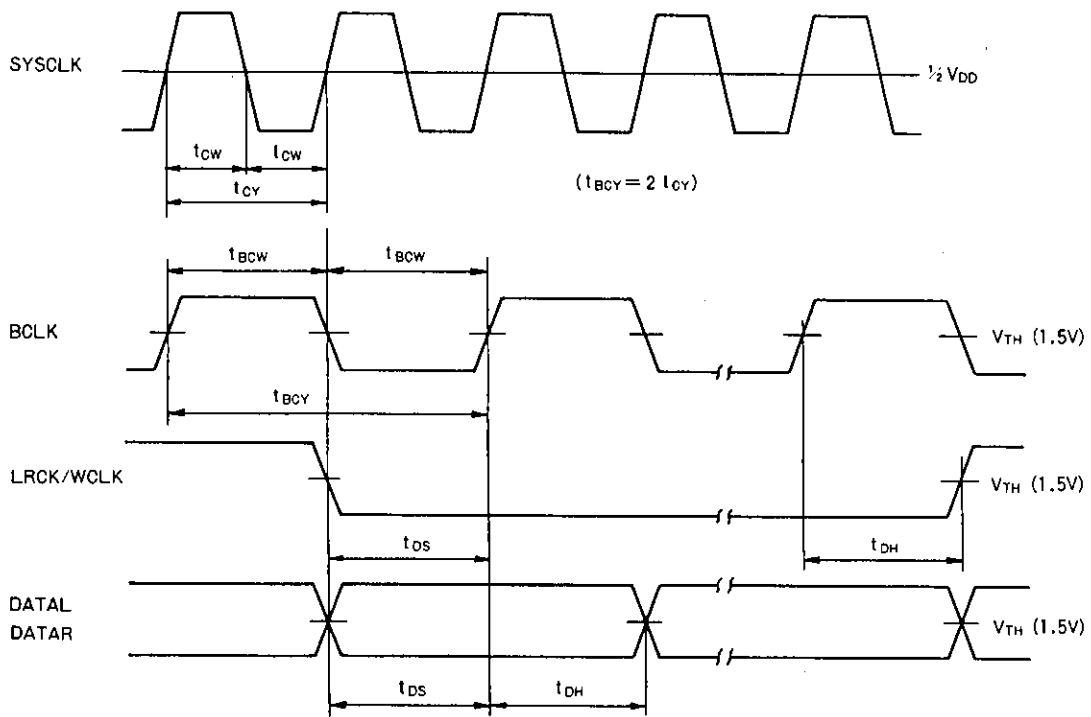 SYSCLK
½ VDD
tCW
tCW
tCY
(tBCY = 2 tCY)
tBCW
tBCW
BCLK
VTH (1.5V)
tBCY
LRCK/WCLK
VTH (1.5V)
tDS
tDH
DATAL
DATAR
VTH (1.5V)
tDS
tDH